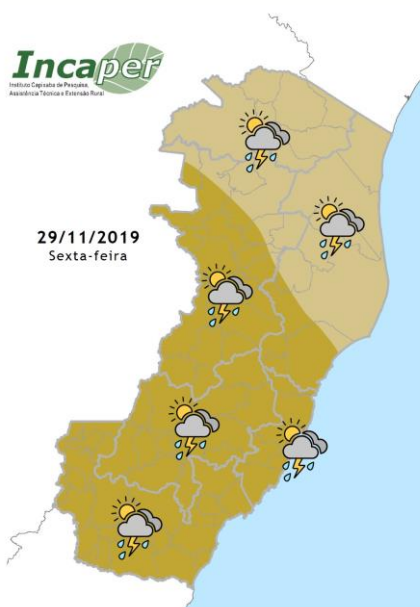 Incaper
Instituto Capixaba de Pesquisa,
Assistência Técnica e Extensão Rural
29/11/2019
Sexta-feira